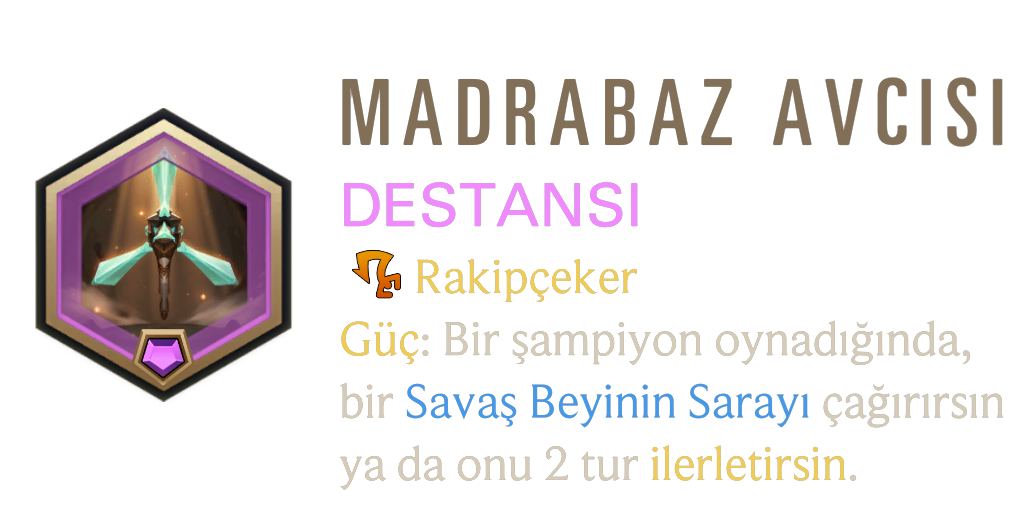 MADRABAZ AVCISI
DESTANSI
Rakipçeker
Güç: Bir şampiyon oynadığında,
bir Savaş Beyinin Sarayı çağırırsın
ya da onu 2 tur ilerletirsin.